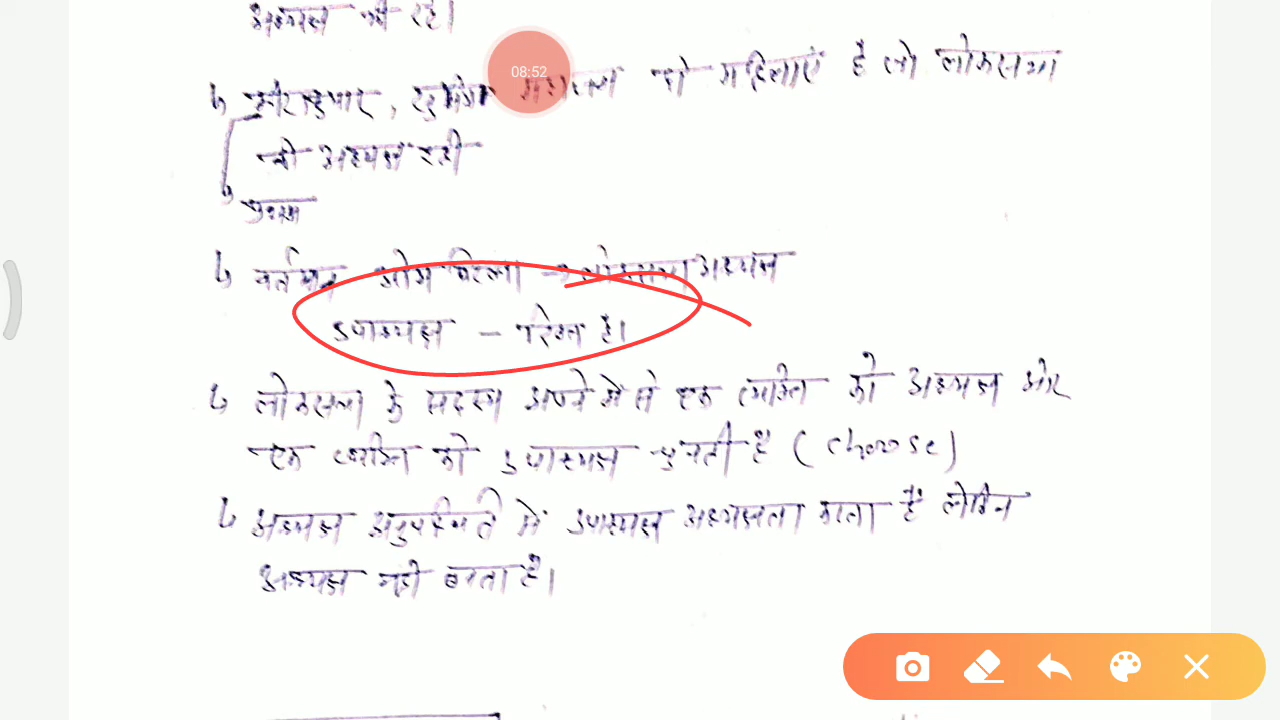 अध्यक्ष भी रहे।
08:52
मीराकुमार, सुमित्रा महाजन दो महिलाएं है जो लोकसभा
की अध्यक्ष रही
प्रथम
वर्तमान ओम बिरला → लोकसभा अध्यक्ष
उपाध्यक्ष – रिक्त है।
लोकसभा के सदस्य अपने में से एक व्यक्ति को अध्यक्ष और
एक व्यक्ति को उपाध्यक्ष चुनती है (choose)
अध्यक्ष अनुपस्थिति में उपाध्यक्ष अध्यक्षता करता है लेकिन
अध्यक्ष नही बनता है।